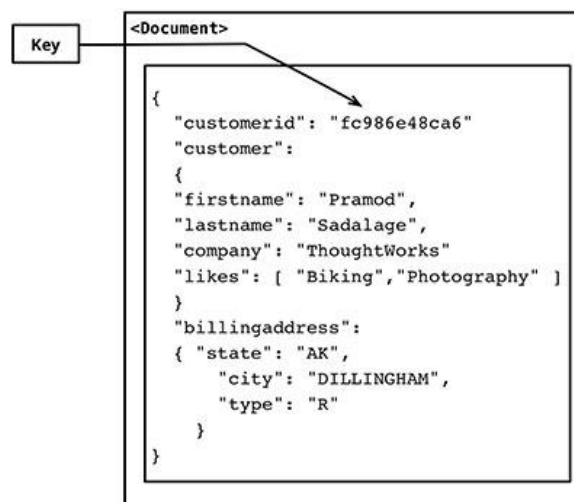 <Document>
Key
{
"customerid": "fc986e48ca6"
"customer":
{
"firstname": "Pramod",
"lastname": "Sadalage",
"company": "ThoughtWorks"
"likes": [ "Biking","Photography" ]
}
"billingaddress":
{ "state": "AK",
"city": "DILLINGHAM",
"type": "R"
}
}